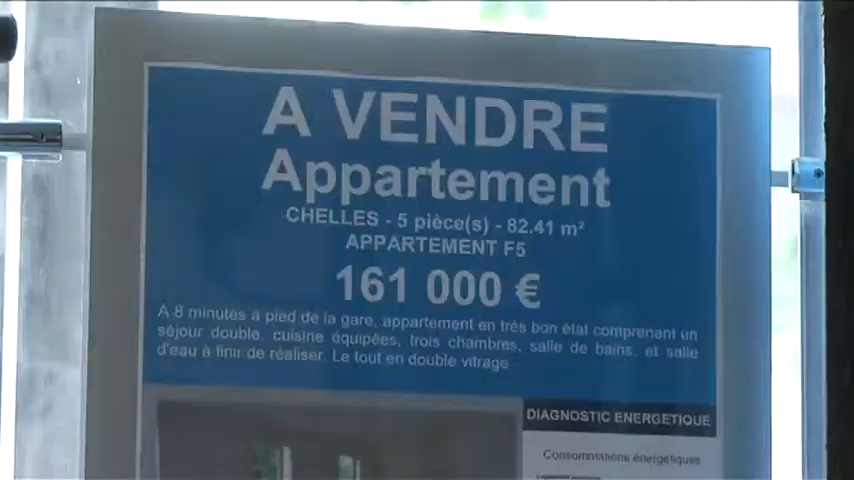 A VENDRE
Appartement
CHELLES - 5 pièce(s) - 82.41 m²
APPARTEMENT F5
161 000 €
A 8 minutes à pied de la gare, appartement en très bon état comprenant un
séjour double, cuisine équipées, trois chambres, salle de bains, et salle
d'eau à finir de réaliser. Le tout en double vitrage
DIAGNOSTIC ENERGETIQUE
Consommations énergétiques